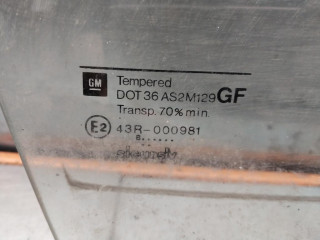 GM
Tempered
DOT 36 AS2M129 GF
Transp. 70% min.
E2 43R-000981